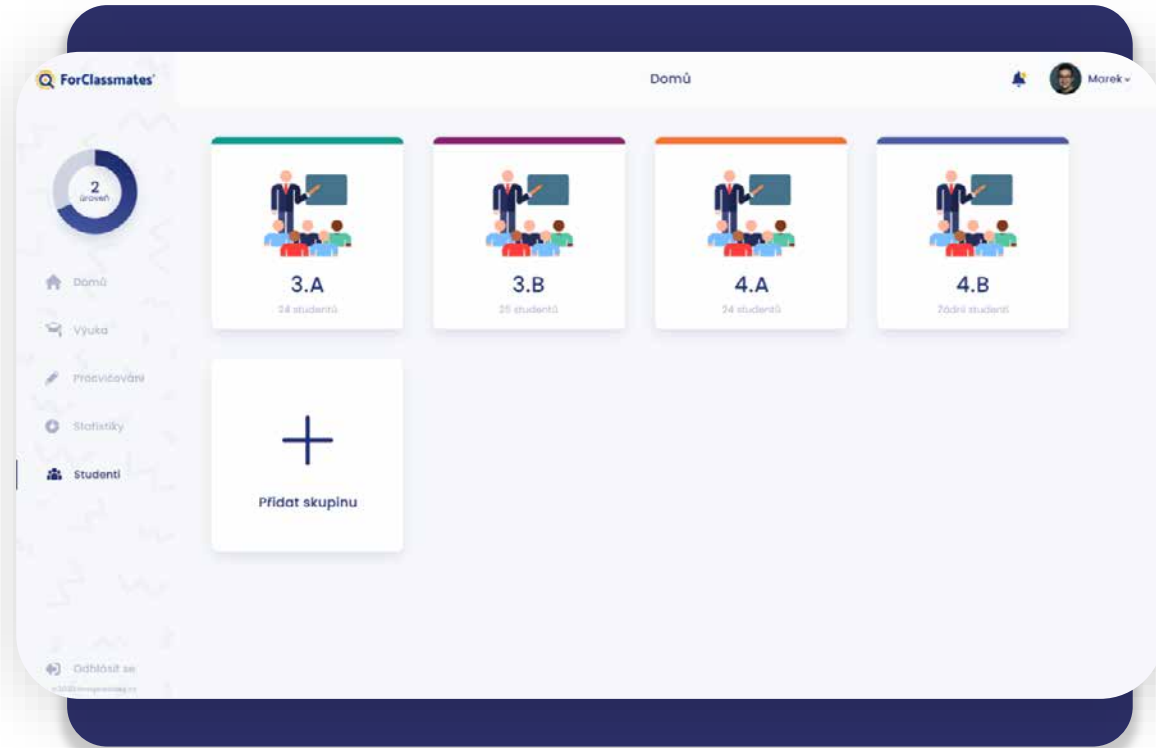 ForClassmates®
Domů
Marek
2
úroveň
Domů
Výuka
Procvičování
Statistiky
Studenti
Odhlásit se
3.A
24 studentů
3.B
25 studentů
4.A
24 studentů
4.B
Žádní studenti
Přidat skupinu